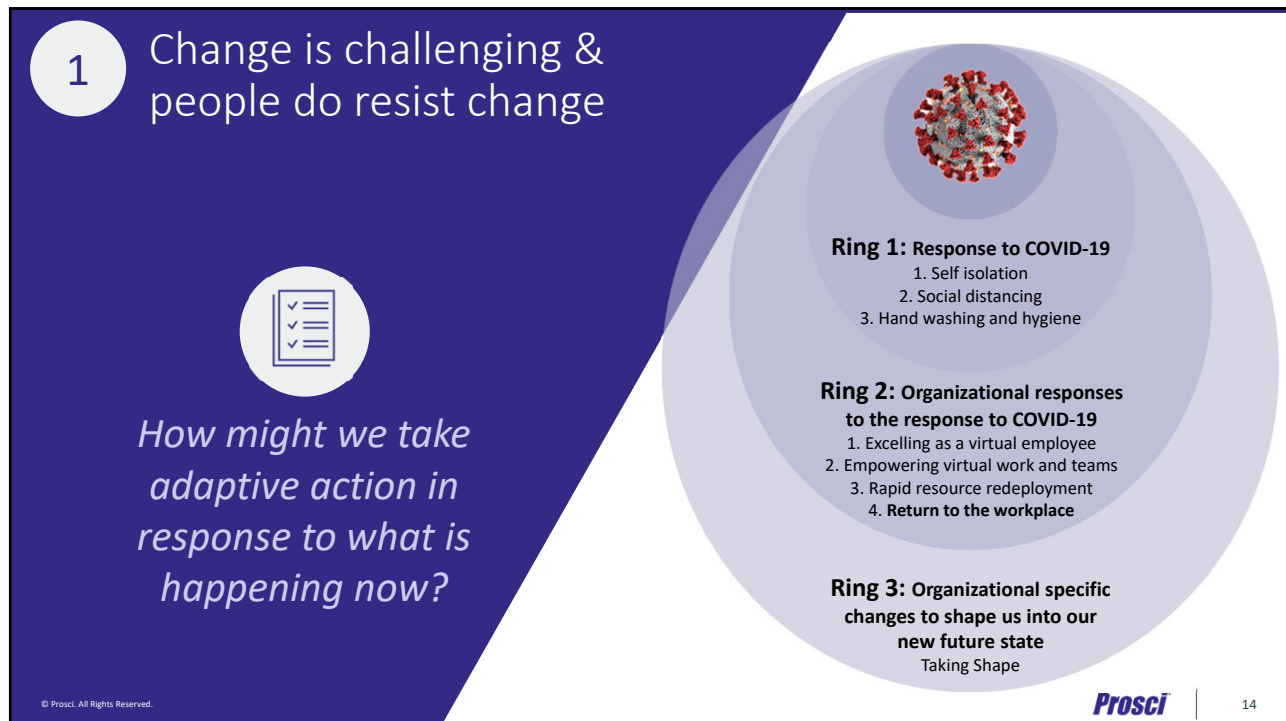 1
Change is challenging &
people do resist change
How might we take
adaptive action in
response to what is
happening now?
Ring 1: Response to COVID-19
1. Self isolation
2. Social distancing
3. Hand washing and hygiene
Ring 2: Organizational responses
to the response to COVID-19
1. Excelling as a virtual employee
2. Empowering virtual work and teams
3. Rapid resource redeployment
4. Return to the workplace
Ring 3: Organizational specific
changes to shape us into our
new future state
Taking Shape
© Prosci. All Rights Reserved.
Prosci
14